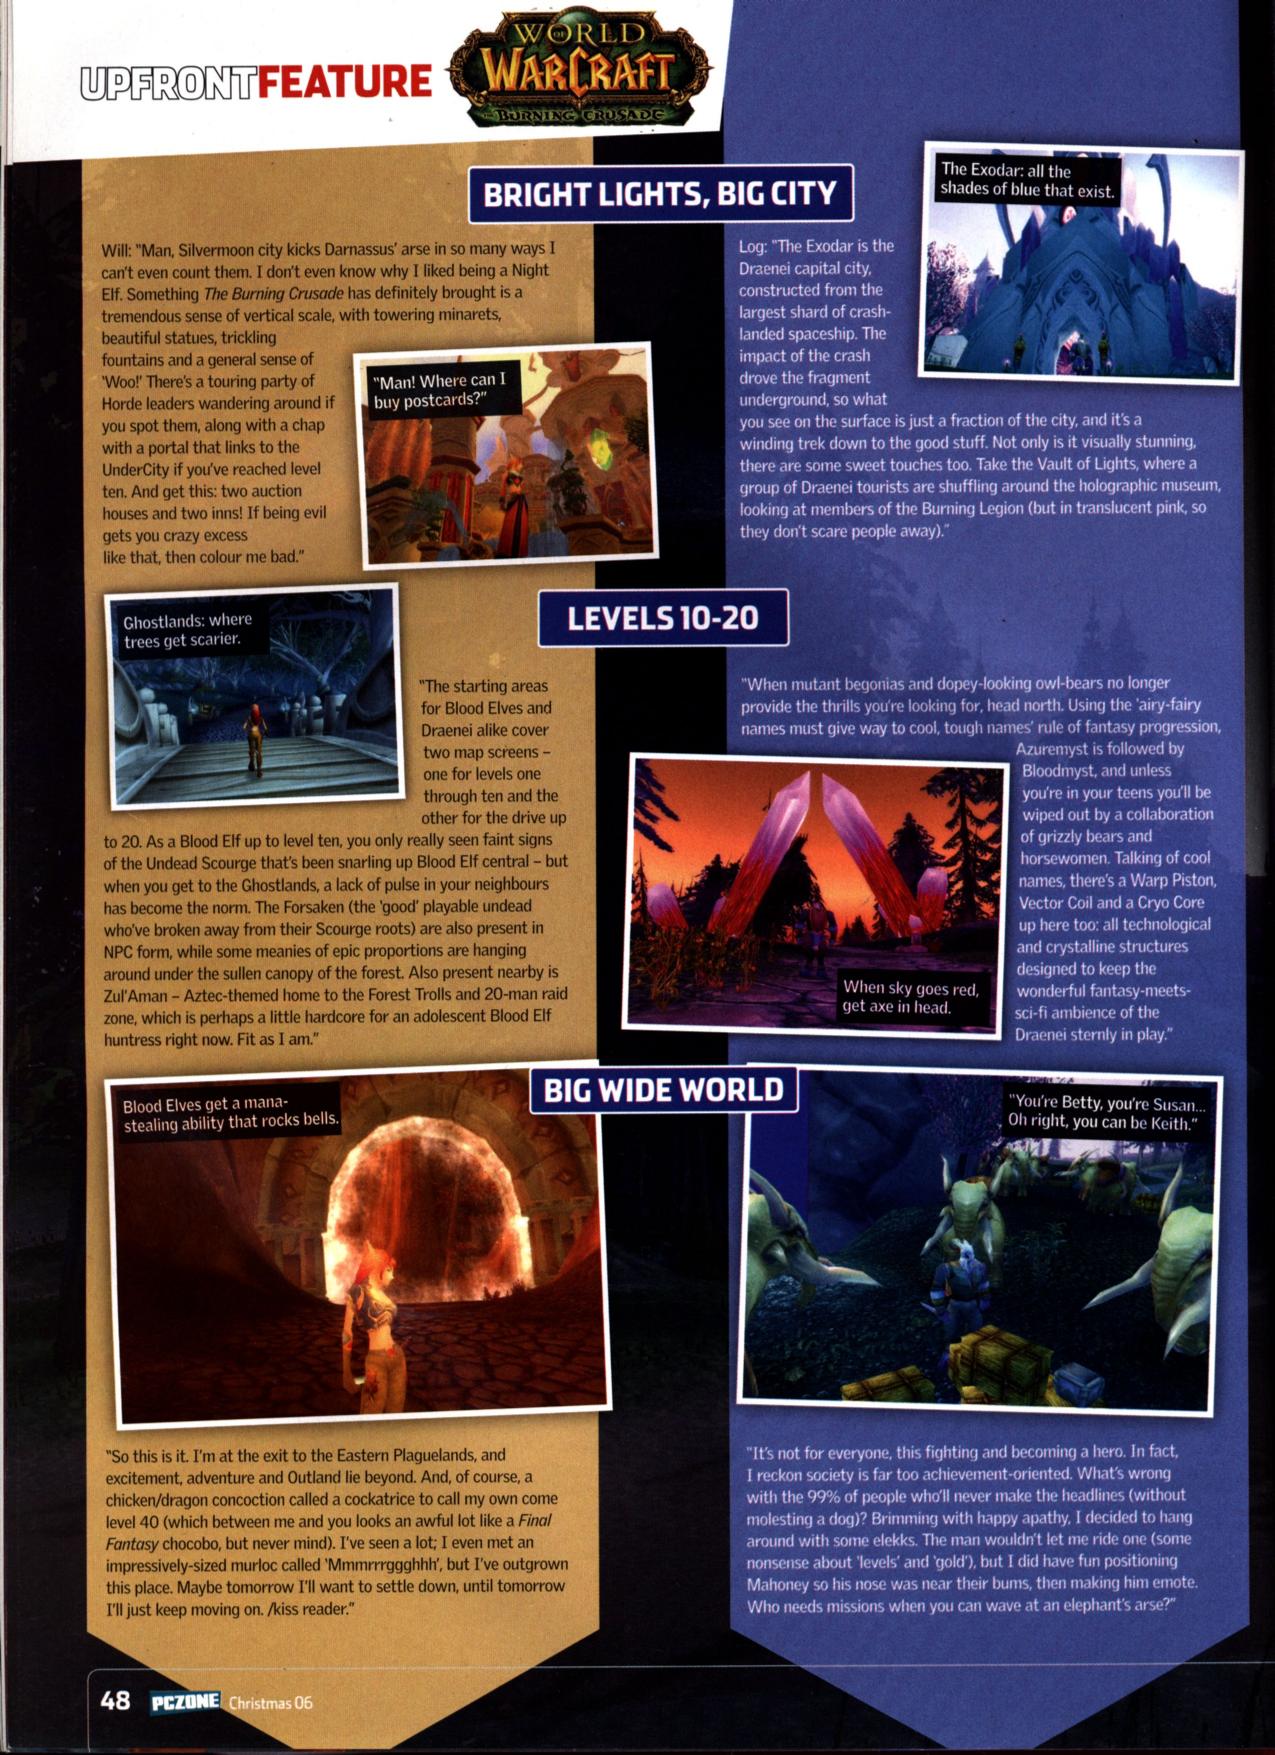 UPFRONTFEATURE
WORLD
OF
WARCRAFT
THE
BURNING CRUSADE
BRIGHT LIGHTS, BIG CITY
Will: "Man, Silvermoon city kicks Darnassus' arse in so many ways I
can't even count them. I don't even know why I liked being a Night
Elf. Something The Burning Crusade has definitely brought is a
tremendous sense of vertical scale, with towering minarets,
beautiful statues, trickling
fountains and a general sense of
'Woo!' There's a touring party of
Horde leaders wandering around if
you spot them, along with a chap
with a portal that links to the
UnderCity if you've reached level
ten. And get this: two auction
houses and two inns! If being evil
gets you crazy excess
like that, then colour me bad."
"Man! Where can I
buy postcards?"
Log: "The Exodar is the
Draenei capital city,
constructed from the
largest shard of crash-
landed spaceship. The
impact of the crash
drove the fragment
underground, so what
you see on the surface is just a fraction of the city, and it's a
winding trek down to the good stuff. Not only is it visually stunning,
there are some sweet touches too. Take the Vault of Lights, where a
group of Draenei tourists are shuffling around the holographic museum,
looking at members of the Burning Legion (but in translucent pink, so
they don't scare people away)."
The Exodar: all the
shades of blue that exist.
LEVELS 10-20
Ghostlands: where
trees get scarier.
"The starting areas
for Blood Elves and
Draenei alike cover
two map screens –
one for levels one
through ten and the
other for the drive up
to 20. As a Blood Elf up to level ten, you only really seen faint signs
of the Undead Scourge that's been snarling up Blood Elf central – but
when you get to the Ghostlands, a lack of pulse in your neighbours
has become the norm. The Forsaken (the 'good' playable undead
who've broken away from their Scourge roots) are also present in
NPC form, while some meanies of epic proportions are hanging
around under the sullen canopy of the forest. Also present nearby is
Zul'Aman – Aztec-themed home to the Forest Trolls and 20-man raid
zone, which is perhaps a little hardcore for an adolescent Blood Elf
huntress right now. Fit as I am."
"When mutant begonias and dopey-looking owl-bears no longer
provide the thrills you're looking for, head north. Using the 'airy-fairy
names must give way to cool, tough names' rule of fantasy progression,
Azuremyst is followed by
Bloodmyst, and unless
you're in your teens you'll be
wiped out by a collaboration
of grizzly bears and
horsewomen. Talking of cool
names, there's a Warp Piston,
Vector Coil and a Cryo Core
up here too: all technological
and crystalline structures
designed to keep the
wonderful fantasy-meets-
sci-fi ambience of the
Draenei sternly in play."
When sky goes red,
get axe in head.
BIG WIDE WORLD
Blood Elves get a mana-
stealing ability that rocks bells.
"You're Betty, you're Susan...
Oh right, you can be Keith."
"So this is it. I'm at the exit to the Eastern Plaguelands, and
excitement, adventure and Outland lie beyond. And, of course, a
chicken/dragon concoction called a cockatrice to call my own come
level 40 (which between me and you looks an awful lot like a Final
Fantasy chocobo, but never mind). I've seen a lot; I even met an
impressively-sized murloc called 'Mmmrrrggghhh', but I've outgrown
this place. Maybe tomorrow I'll want to settle down, until tomorrow
I'll just keep moving on. /kiss reader."
"It's not for everyone, this fighting and becoming a hero. In fact,
I reckon society is far too achievement-oriented. What's wrong
with the 99% of people who'll never make the headlines (without
molesting a dog)? Brimming with happy apathy, I decided to hang
around with some elekks. The man wouldn't let me ride one (some
nonsense about 'levels' and 'gold'), but I did have fun positioning
Mahoney so his nose was near their bums, then making him emote.
Who needs missions when you can wave at an elephant's arse?"
48 PCZONE Christmas 06